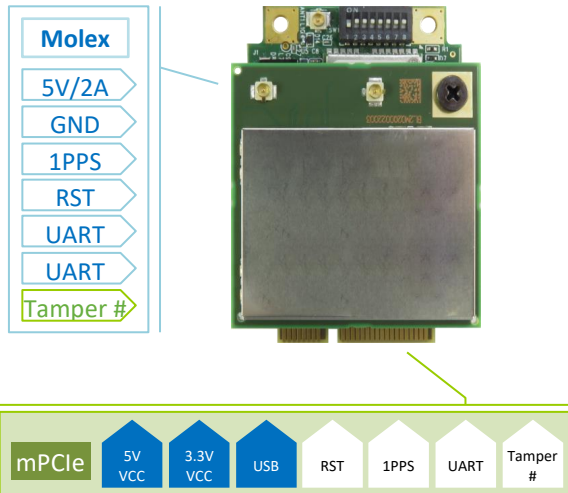 Molex
5V/2A
GND
1PPS
RST
UART
UART
Tamper #
mPCIe
5V
VCC
3.3V
VCC
USB
RST
1PPS
UART
Tamper
#